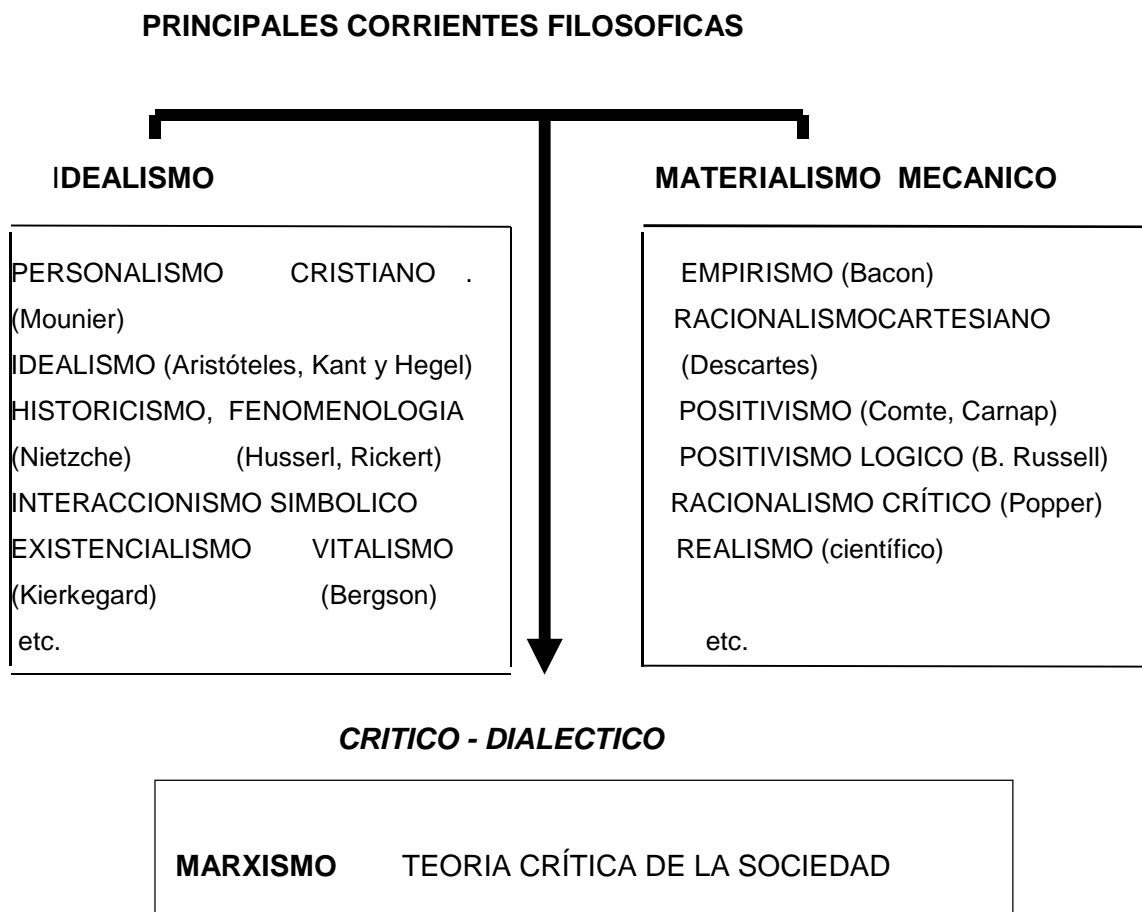 PRINCIPALES CORRIENTES FILOSOFICAS
IDEALISMO
PERSONALISMO CRISTIANO .
(Mounier)
IDEALISMO (Aristóteles, Kant y Hegel)
HISTORICISMO, FENOMENOLOGIA
(Nietzche) (Husserl, Rickert)
INTERACCIONISMO SIMBOLICO
EXISTENCIALISMO VITALISMO
(Kierkegard) (Bergson)
etc.
MATERIALISMO MECANICO
EMPIRISMO (Bacon)
RACIONALISMOCARTESIANO
(Descartes)
POSITIVISMO (Comte, Carnap)
POSITIVISMO LOGICO (B. Russell)
RACIONALISMO CRÍTICO (Popper)
REALISMO (científico)
etc.
CRITICO - DIALECTICO
MARXISMO TEORIA CRÍTICA DE LA SOCIEDAD